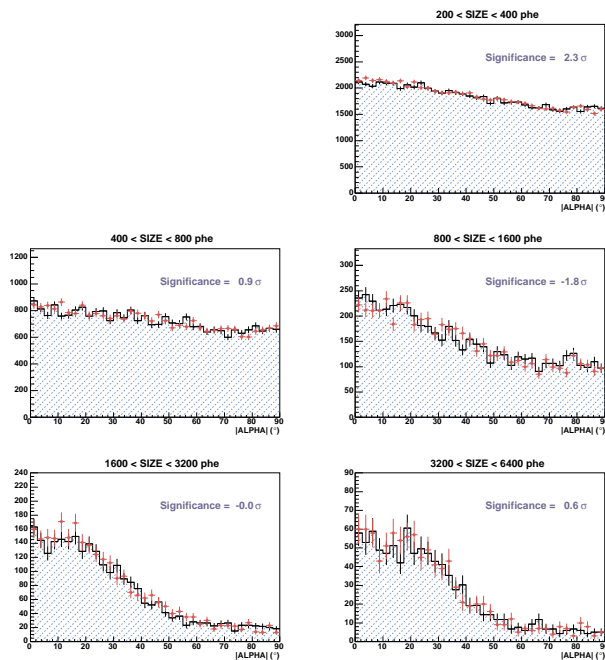 200 < SIZE < 400 phe
Significance = 2.3 σ
3000
2500
2000
1500
1000
500
0
0 10 20 30 40 50 60 70 80 90
|ALPHA| (°)
400 < SIZE < 800 phe
Significance = 0.9 σ
1200
1000
800
600
400
200
0
0 10 20 30 40 50 60 70 80 90
|ALPHA| (°)
800 < SIZE < 1600 phe
Significance = -1.8 σ
300
250
200
150
100
50
0
0 10 20 30 40 50 60 70 80 90
|ALPHA| (°)
1600 < SIZE < 3200 phe
Significance = -0.0 σ
240
220
200
180
160
140
120
100
80
60
40
20
0
0 10 20 30 40 50 60 70 80 90
|ALPHA| (°)
3200 < SIZE < 6400 phe
Significance = 0.6 σ
90
80
70
60
50
40
30
20
10
0
0 10 20 30 40 50 60 70 80 90
|ALPHA| (°)